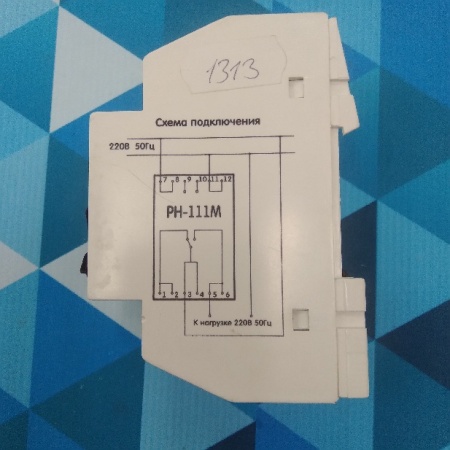 1313
Схема подключения
220В 50Гц
7 8 9 10 11 12
РН-111М
1 2 3 4 5 6
К нагрузке 220В 50Гц